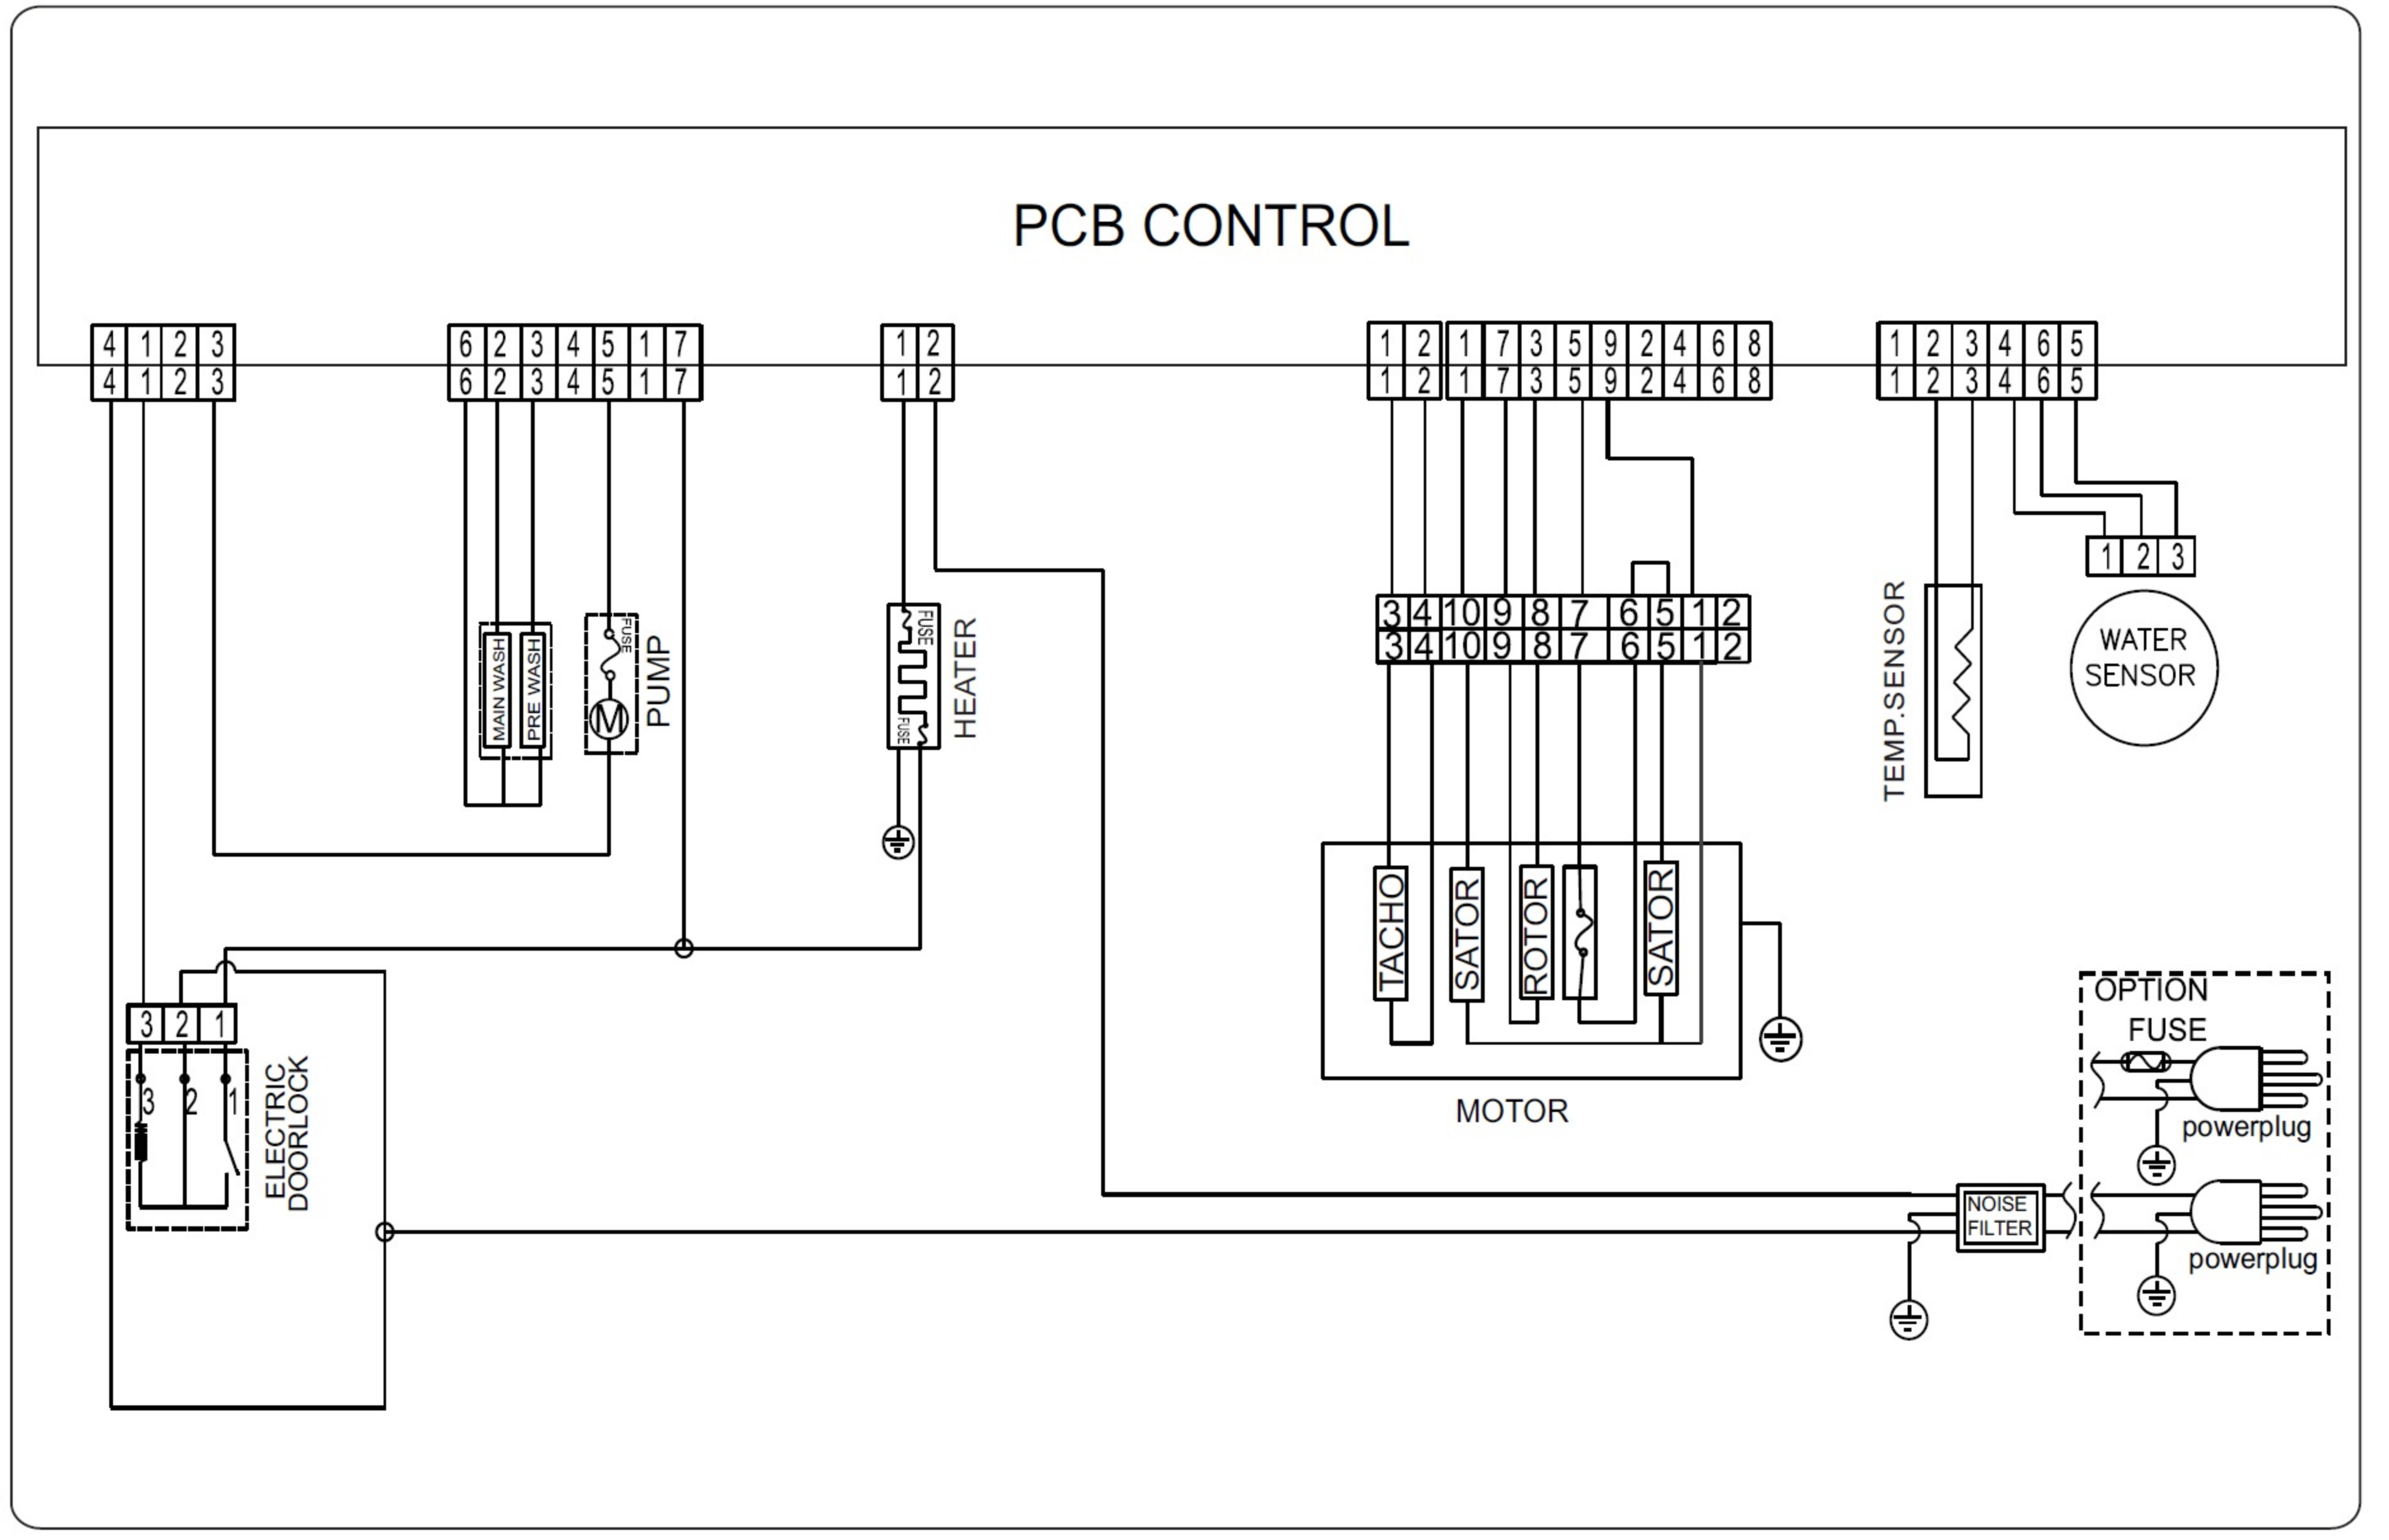 PCB CONTROL
4 1 2 3 6 2 3 4 5 1 7 1 2 1 2 1 7 3 5 9 2 4 6 8 1 2 3 4 6 5
4 1 2 3 6 2 3 4 5 1 7 1 2 1 2 1 7 3 5 9 2 4 6 8 1 2 3 4 6 5
MAIN WASH
PRE WASH
FUSE
M
PUMP
FUSE
FUSE
HEATER
3 4 10 9 8 7 6 5 1 2
3 4 10 9 8 7 6 5 1 2
TEMP.SENSOR
1 2 3
WATER
SENSOR
TACHO
SATOR
ROTOR
SATOR
MOTOR
3 2 1
3 2 1
ELECTRIC
DOORLOCK
OPTION
FUSE
powerplug
NOISE
FILTER
powerplug